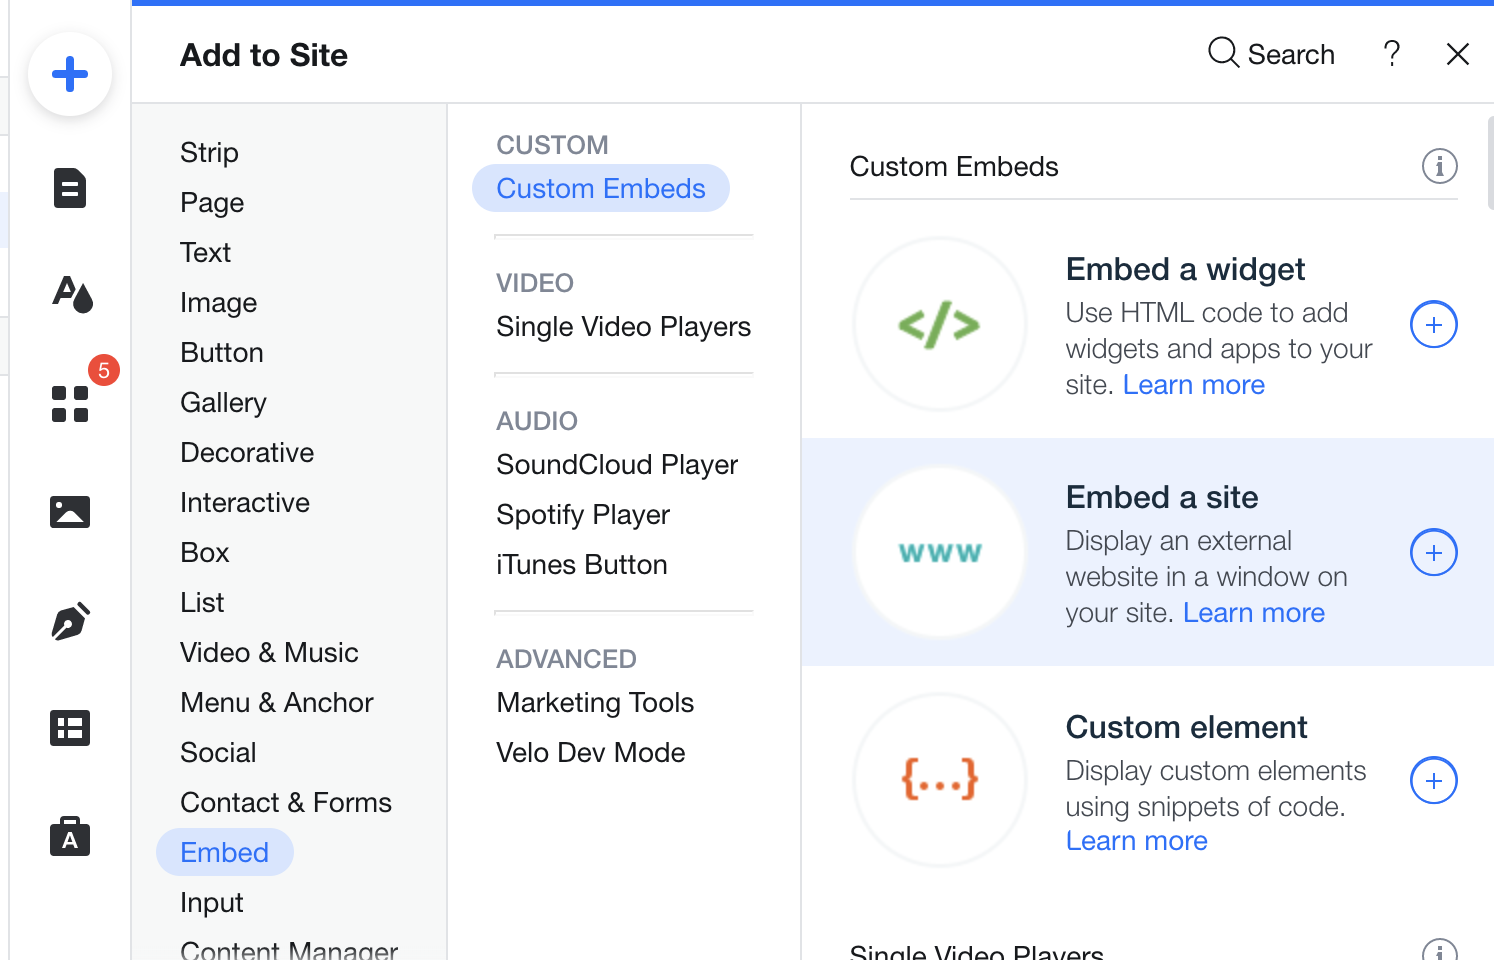 Add to Site
Search
?
5
A
A
Strip
Page
Text
Image
Button
Gallery
Decorative
Interactive
Box
List
Video & Music
Menu & Anchor
Social
Contact & Forms
Embed
Input
Content Manager
CUSTOM
Custom Embeds
VIDEO
Single Video Players
AUDIO
SoundCloud Player
Spotify Player
iTunes Button
ADVANCED
Marketing Tools
Velo Dev Mode
Custom Embeds
i
</>
Embed a widget
Use HTML code to add
widgets and apps to your
site. Learn more
www
Embed a site
Display an external
website in a window on
your site. Learn more
{...}
Custom element
Display custom elements
using snippets of code.
Learn more
Single Video Players
i